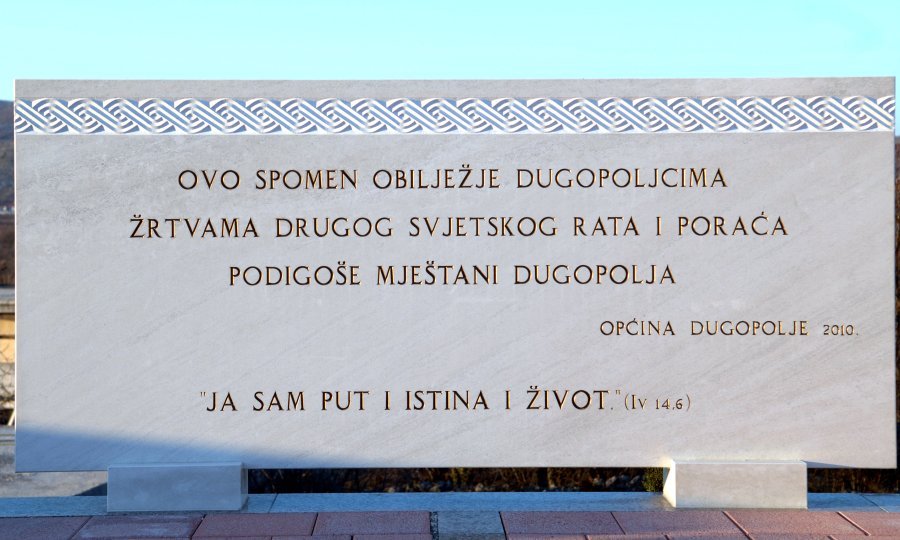 OVO SPOMEN OBILJEŽJE DUGOPOLJCIMA
ŽRTVAMA DRUGOG SVJETSKOG RATA I PORAĆA
PODIGOŠE MJEŠTANI DUGOPOLJA
OPĆINA DUGOPOLJE 2010.
"JA SAM PUT I ISTINA I ŽIVOT." (IV 14,6)